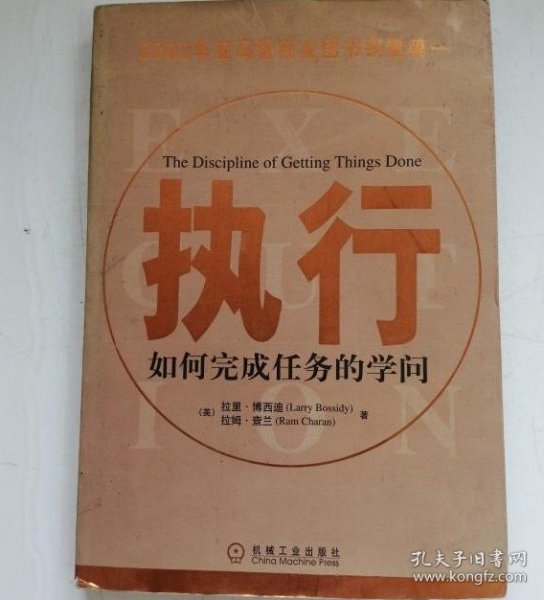 The Discipline of Getting Things Done
执行
如何完成任务的学问
(美) 拉里·博西迪 (Larry Bossidy)
拉姆·查兰 (Ram Charan) 著
机械工业出版社
China Machine Press
E X E
C U T
I O N
孔夫子旧书网
www.kongfz.com